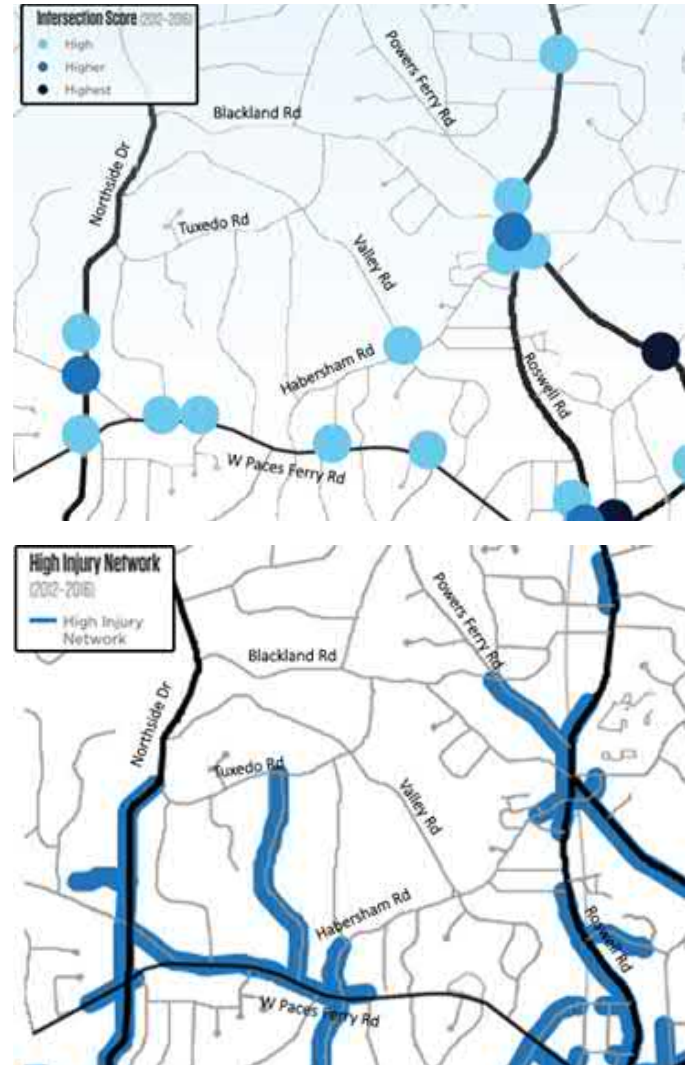 Intersection Score (2012-2016)
High
Higher
Highest
Powers Ferry Rd
Blackland Rd
Northside Dr
Tuxedo Rd
Valley Rd
Habersham Rd
Roswell Rd
W Paces Ferry Rd
High Injury Network
(2012-2016)
High Injury
Network
Powers Ferry Rd
Blackland Rd
Northside Dr
Tuxedo Rd
Valley Rd
Habersham Rd
Roswell Rd
W Paces Ferry Rd